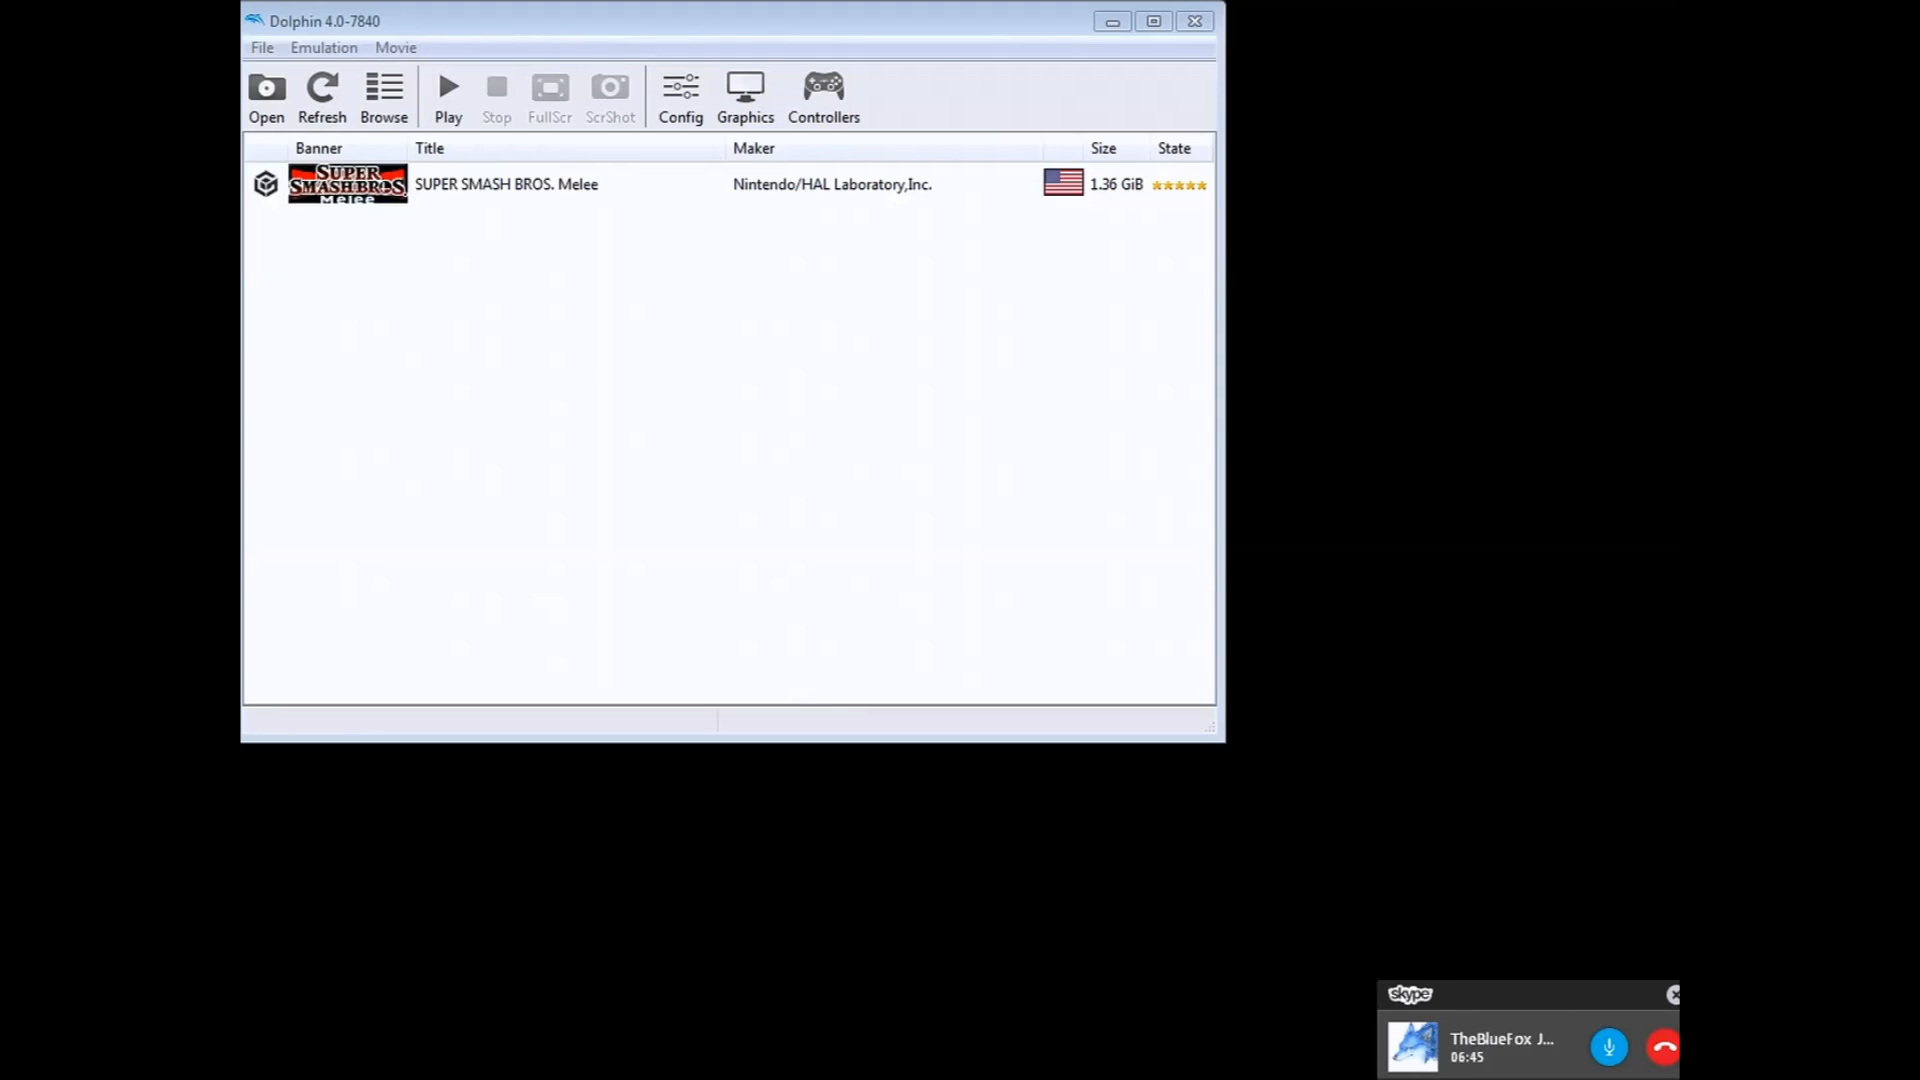 Dolphin 4.0-7840
File Emulation Movie
Open Refresh Browse Play Stop FullScr ScrShot Config Graphics Controllers
Banner Title Maker Size State
SUPER SMASH BROS Melee SUPER SMASH BROS. Melee Nintendo/HAL Laboratory,Inc. 1.36 GiB
skype
TheBlueFox J...
06:45